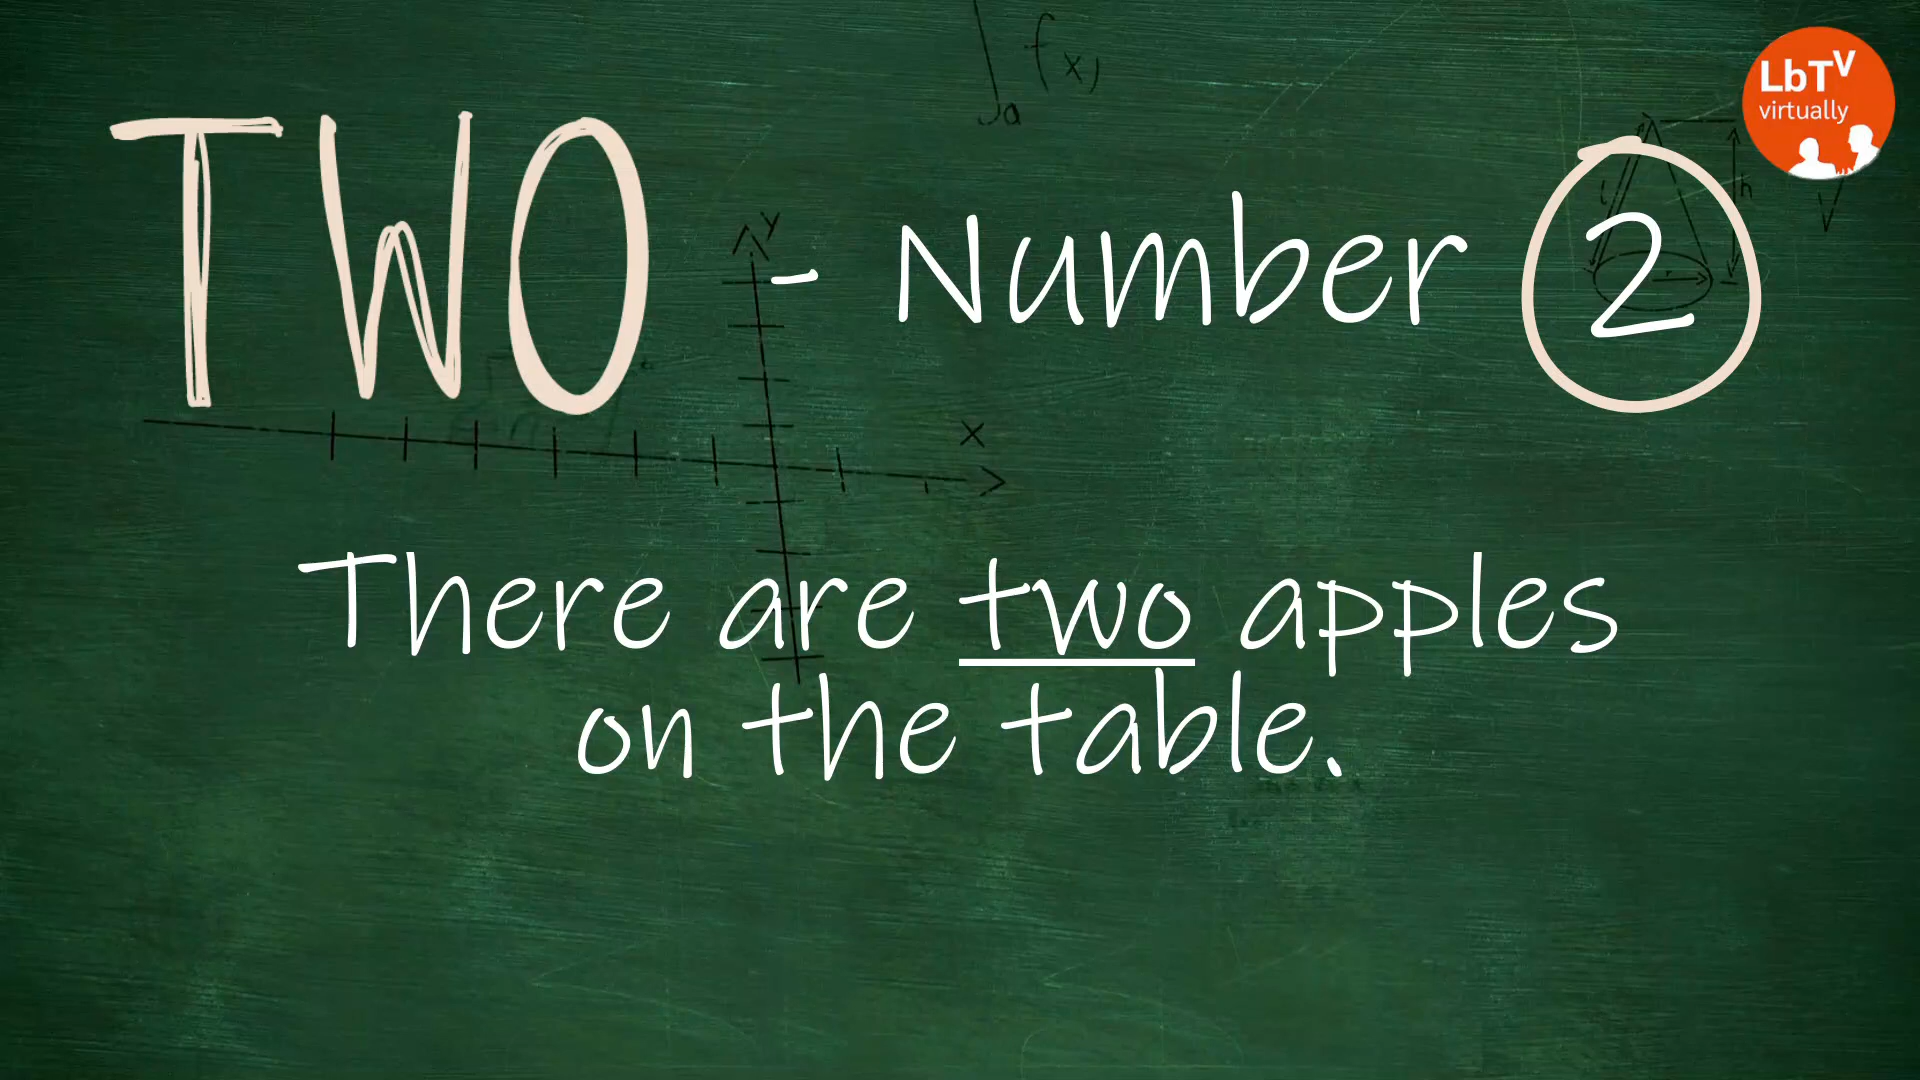 f(x)
a
LbTV
virtually
TWO - Number 2
y
x
l
h
r
V
There are two apples
on the table.